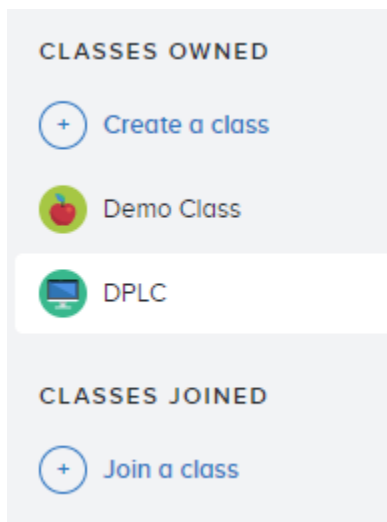 CLASSES OWNED
+ Create a class
Demo Class
DPLC
CLASSES JOINED
+ Join a class